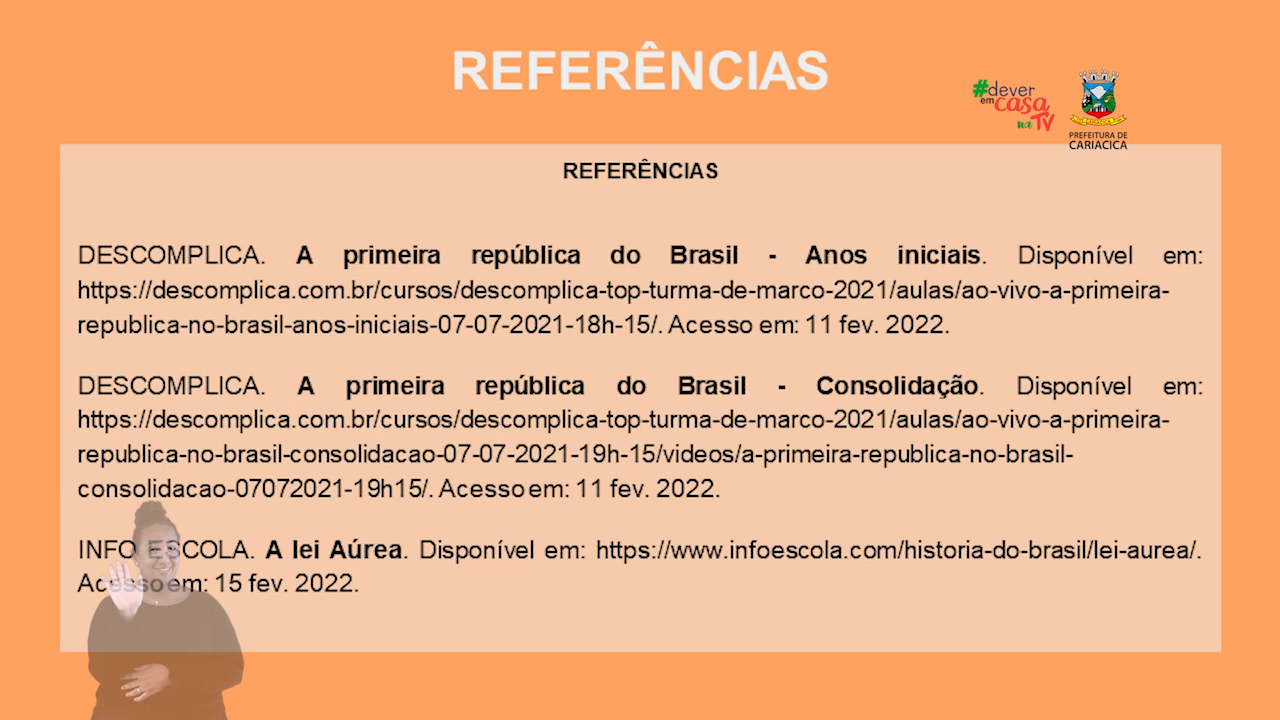 REFERÊNCIAS
#dever
em casa
na TV
PREFEITURA DE
CARIACICA
REFERÊNCIAS
DESCOMPLICA. A primeira república do Brasil - Anos iniciais. Disponível em:
https://descomplica.com.br/cursos/descomplica-top-turma-de-marco-2021/aulas/ao-vivo-a-primeira-
republica-no-brasil-anos-iniciais-07-07-2021-18h-15/. Acesso em: 11 fev. 2022.
DESCOMPLICA. A primeira república do Brasil - Consolidação. Disponível em:
https://descomplica.com.br/cursos/descomplica-top-turma-de-marco-2021/aulas/ao-vivo-a-primeira-
republica-no-brasil-consolidacao-07-07-2021-19h-15/videos/a-primeira-republica-no-brasil-
consolidacao-07072021-19h15/. Acesso em: 11 fev. 2022.
INFO ESCOLA. A lei Aúrea. Disponível em: https://www.infoescola.com/historia-do-brasil/lei-aurea/.
Acesso em: 15 fev. 2022.